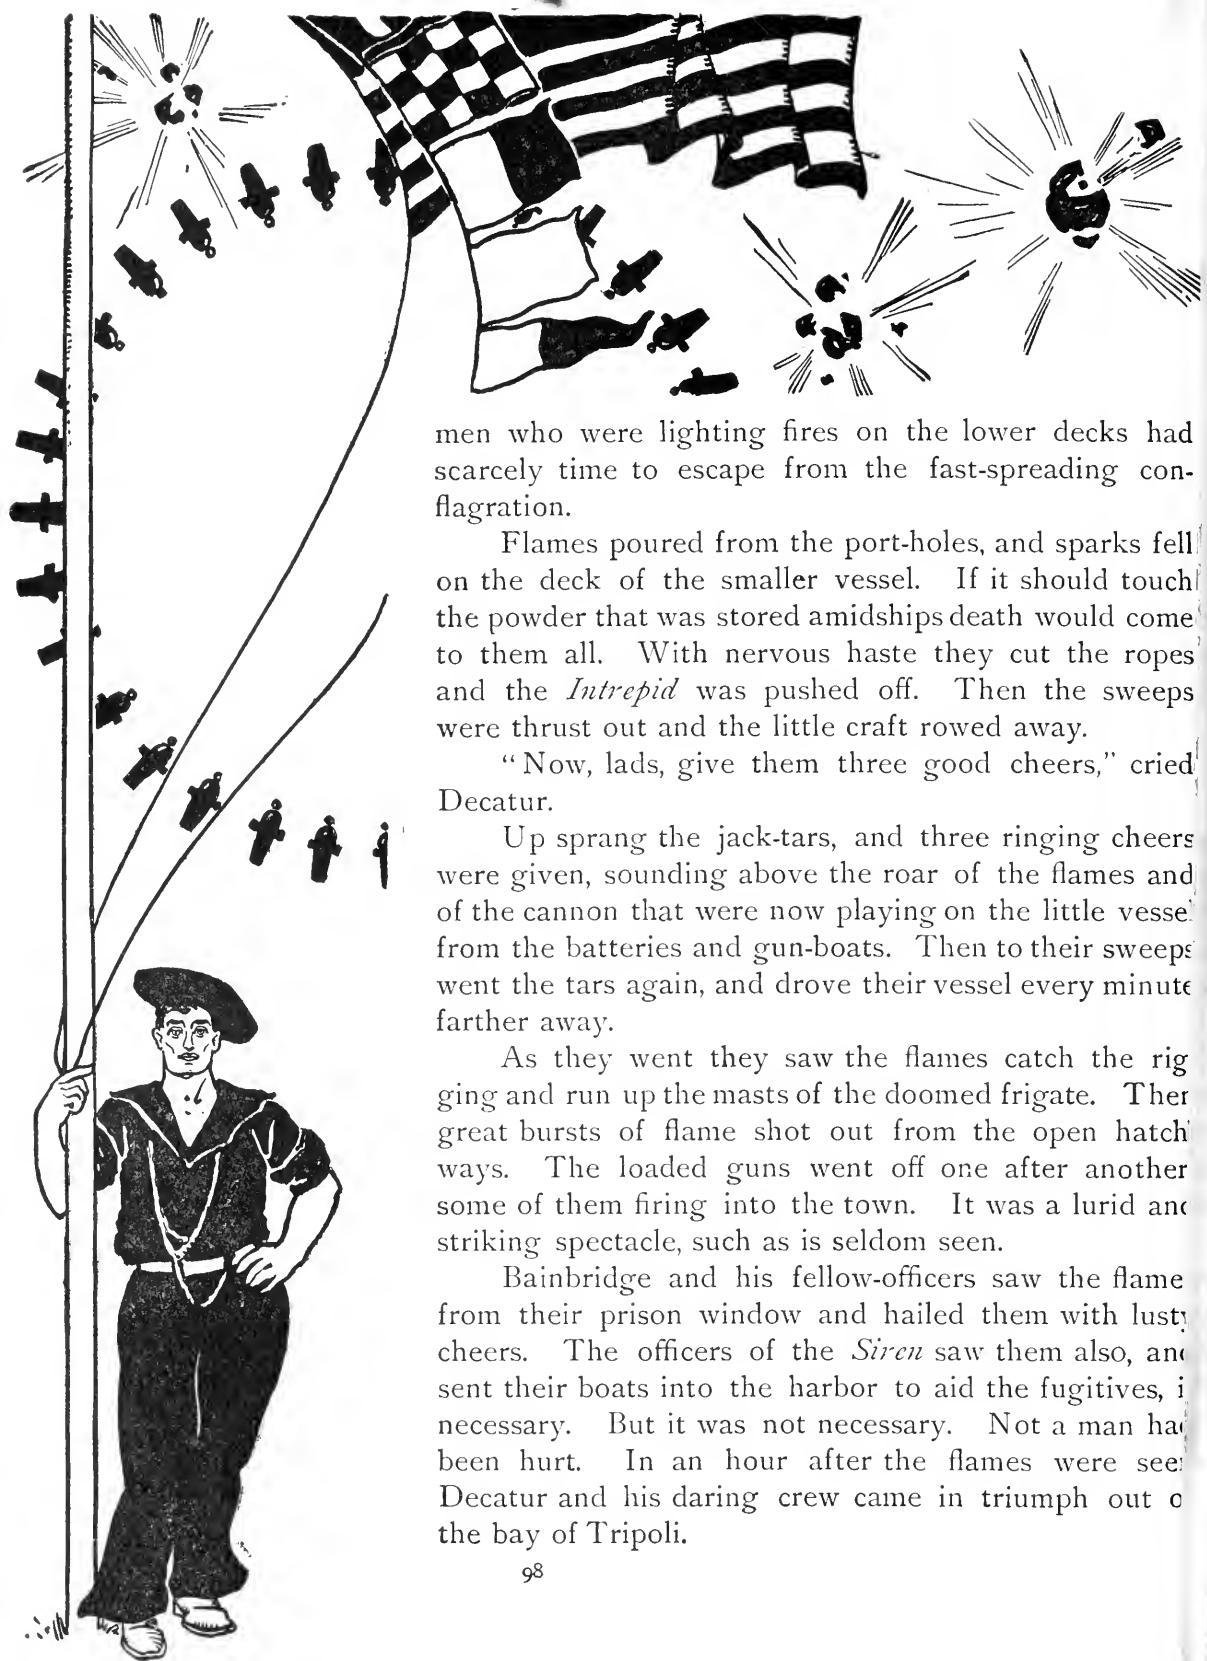 men who were lighting fires on the lower decks had
scarcely time to escape from the fast-spreading con-
flagration.
Flames poured from the port-holes, and sparks fell
on the deck of the smaller vessel. If it should touch
the powder that was stored amidships death would come
to them all. With nervous haste they cut the ropes
and the Intrepid was pushed off. Then the sweeps
were thrust out and the little craft rowed away.
“Now, lads, give them three good cheers,” cried
Decatur.
Up sprang the jack-tars, and three ringing cheers
were given, sounding above the roar of the flames and
of the cannon that were now playing on the little vessel
from the batteries and gun-boats. Then to their sweeps
went the tars again, and drove their vessel every minute
farther away.
As they went they saw the flames catch the rig
ging and run up the masts of the doomed frigate. Then
great bursts of flame shot out from the open hatch
ways. The loaded guns went off one after another
some of them firing into the town. It was a lurid and
striking spectacle, such as is seldom seen.
Bainbridge and his fellow-officers saw the flame
from their prison window and hailed them with lusty
cheers. The officers of the Siren saw them also, and
sent their boats into the harbor to aid the fugitives, i
necessary. But it was not necessary. Not a man had
been hurt. In an hour after the flames were seen
Decatur and his daring crew came in triumph out o
the bay of Tripoli.
98